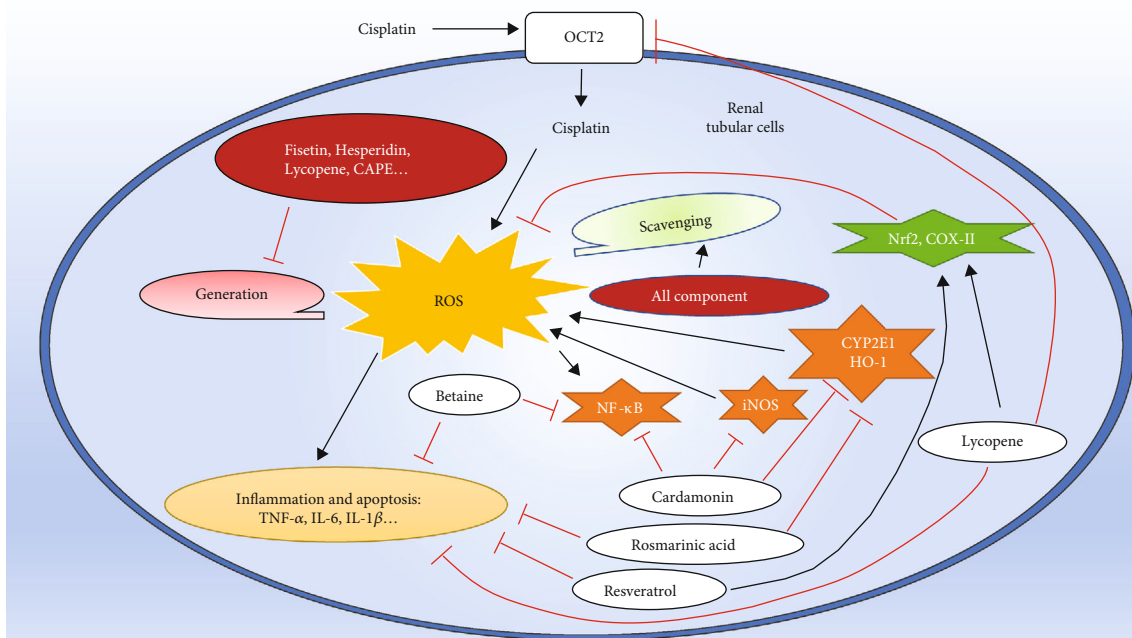 Cisplatin
OCT2
Cisplatin
Renal
tubular cells
Fisetin, Hesperidin,
Lycopene, CAPE...
Scavenging
Nrf2, COX-II
Generation
ROS
All component
CYP2E1
HO-1
Betaine
NF-κB
iNOS
Lycopene
Inflammation and apoptosis:
TNF-α, IL-6, IL-1β...
Cardamonin
Rosmarinic acid
Resveratrol